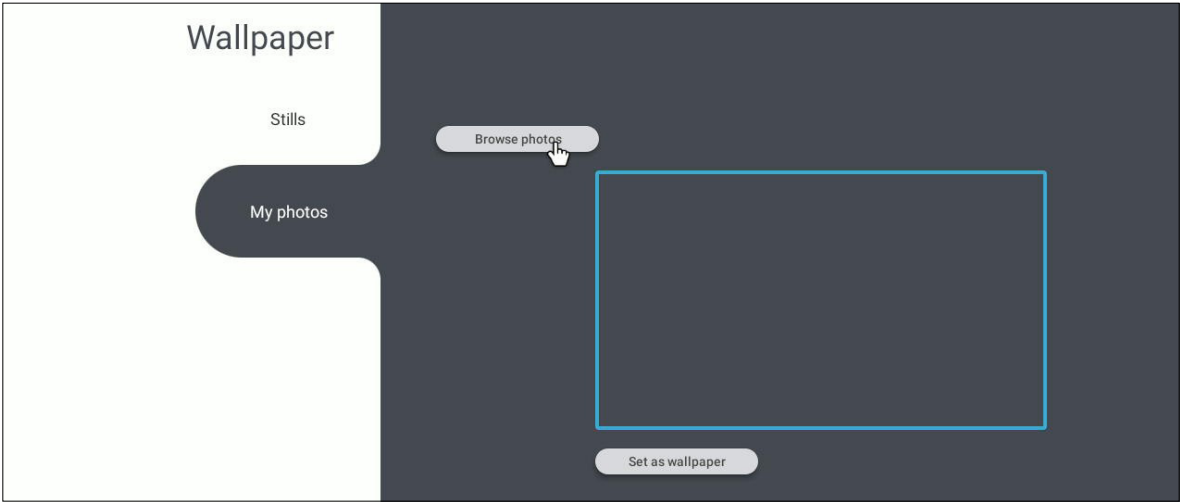 Wallpaper
Stills
My photos
Browse photos
Set as wallpaper